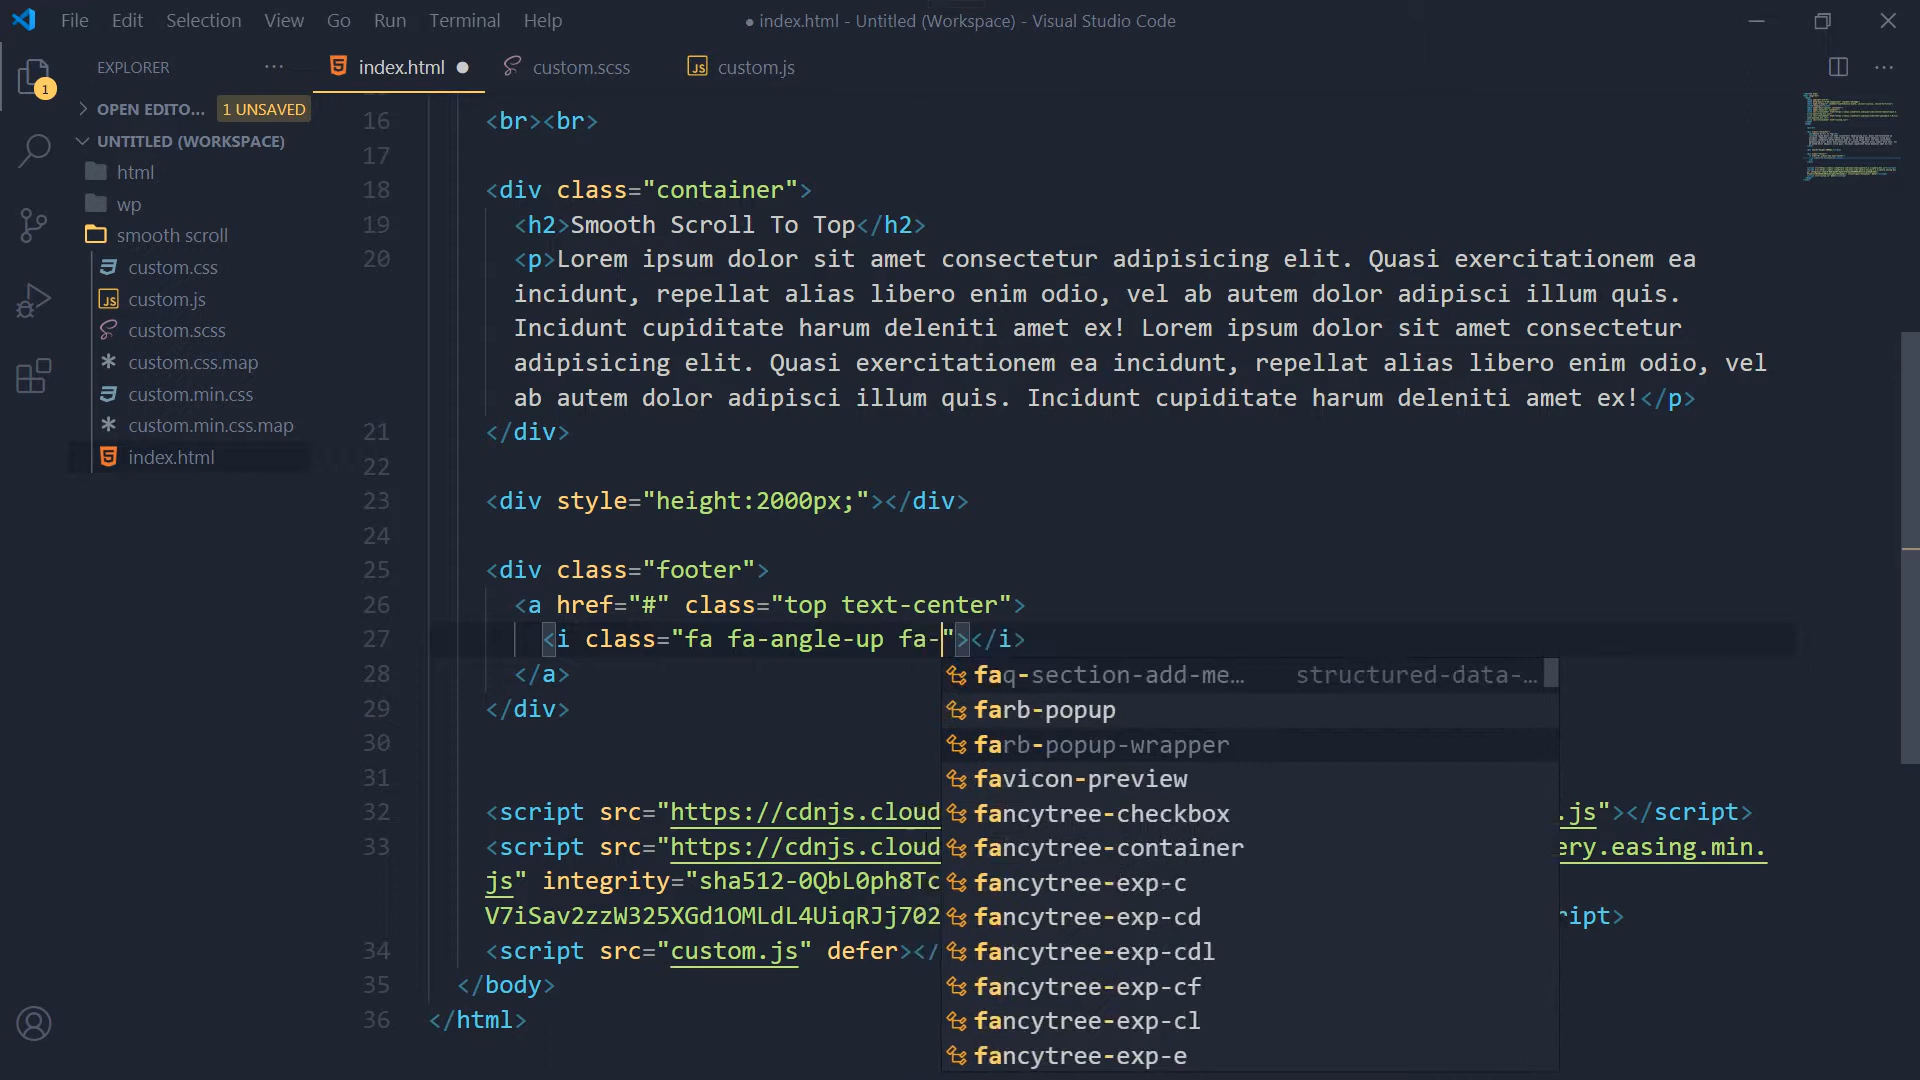 File Edit Selection View Go Run Terminal Help
● index.html - Untitled (Workspace) - Visual Studio Code
EXPLORER ···
index.html ●
custom.scss
JS custom.js
1
OPEN EDITO... 1 UNSAVED
UNTITLED (WORKSPACE)
html
wp
smooth scroll
custom.css
JS custom.js
custom.scss
custom.css.map
custom.min.css
custom.min.css.map
index.html
16 <br><br>
17
18 <div class="container">
19 <h2>Smooth Scroll To Top</h2>
20 <p>Lorem ipsum dolor sit amet consectetur adipisicing elit. Quasi exercitationem ea
incidunt, repellat alias libero enim odio, vel ab autem dolor adipisci illum quis.
Incidunt cupiditate harum deleniti amet ex! Lorem ipsum dolor sit amet consectetur
adipisicing elit. Quasi exercitationem ea incidunt, repellat alias libero enim odio, vel
ab autem dolor adipisci illum quis. Incidunt cupiditate harum deleniti amet ex!</p>
21 </div>
22
23 <div style="height:2000px;"></div>
24
25 <div class="footer">
26 <a href="#" class="top text-center">
27 <i class="fa fa-angle-up fa-"></i>
28 </a>
29 </div>
30
31
32 <script src="https://cdnjs.cloud .js"></script>
33 <script src="https://cdnjs.cloud ery.easing.min.
js" integrity="sha512-0QbL0ph8Tc
V7iSav2zzW325XGd1OMLdL4UiqRJj702 ipt>
34 <script src="custom.js" defer></
35 </body>
36 </html>
faq-section-add-me... structured-data-...
farb-popup
farb-popup-wrapper
favicon-preview
fancytree-checkbox
fancytree-container
fancytree-exp-c
fancytree-exp-cd
fancytree-exp-cdl
fancytree-exp-cf
fancytree-exp-cl
fancytree-exp-e